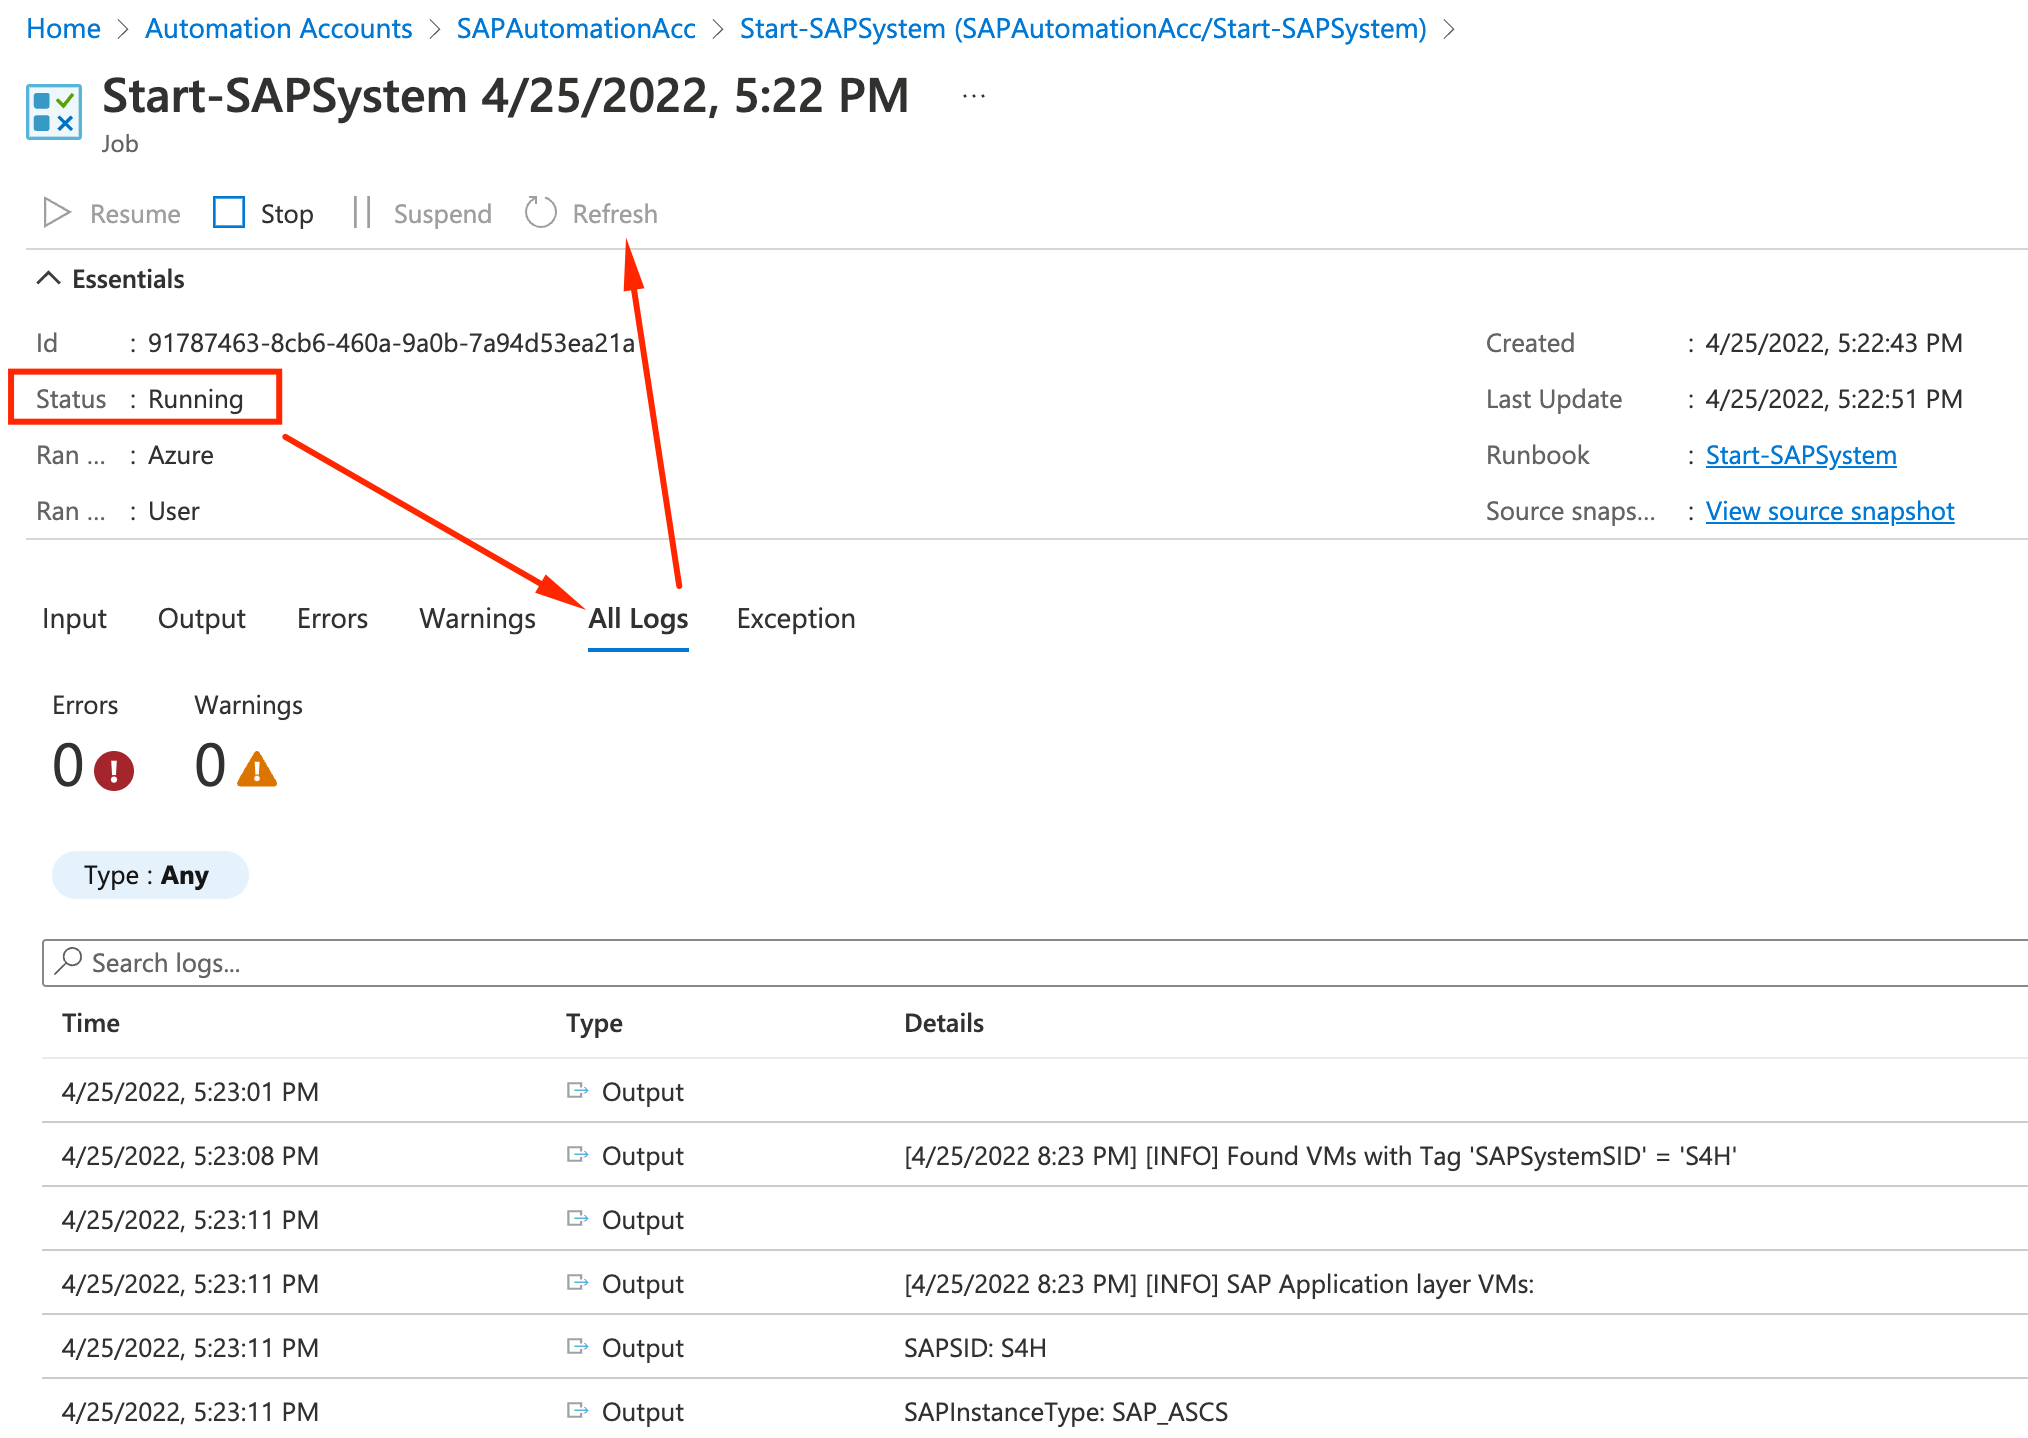 Home > Automation Accounts > SAPAutomationAcc > Start-SAPSystem (SAPAutomationAcc/Start-SAPSystem) >
Start-SAPSystem 4/25/2022, 5:22 PM ...
Job
Resume Stop Suspend Refresh
Essentials
Id : 91787463-8cb6-460a-9a0b-7a94d53ea21a Created : 4/25/2022, 5:22:43 PM
Status : Running Last Update : 4/25/2022, 5:22:51 PM
Ran ... : Azure Runbook : Start-SAPSystem
Ran ... : User Source snaps... : View source snapshot
Input Output Errors Warnings All Logs Exception
Errors Warnings
0 0
Type : Any
Search logs...
Time Type Details
4/25/2022, 5:23:01 PM Output
4/25/2022, 5:23:08 PM Output [4/25/2022 8:23 PM] [INFO] Found VMs with Tag 'SAPSystemSID' = 'S4H'
4/25/2022, 5:23:11 PM Output
4/25/2022, 5:23:11 PM Output [4/25/2022 8:23 PM] [INFO] SAP Application layer VMs:
4/25/2022, 5:23:11 PM Output SAPSID: S4H
4/25/2022, 5:23:11 PM Output SAPInstanceType: SAP_ASCS